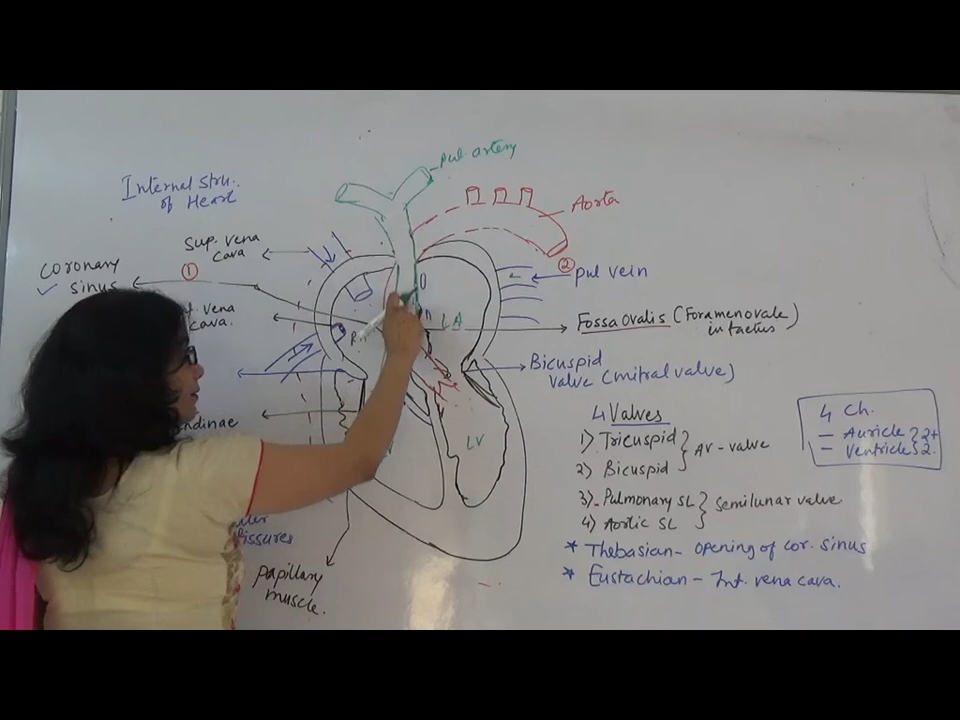 Internal stru.
of Heart
Pul. artery
Aorta
Sup. vena
cava
coronary
sinus
1
vena
cava.
2
pul vein
Fossa ovalis (Foramenovale
in foetus)
Bicuspid
valve (mitral valve)
LA
LV
4 Valves
1) Tricuspid
2) Bicuspid
AV - valve
3) Pulmonary SL
4) Aortic SL
Semilunar valve
* Thebasian - opening of cor. sinus
* Eustachian - Inf. vena cava.
4 Ch.
- Auricle
- Ventricle
2+
2.
endinae
fissures
papillary
muscle.